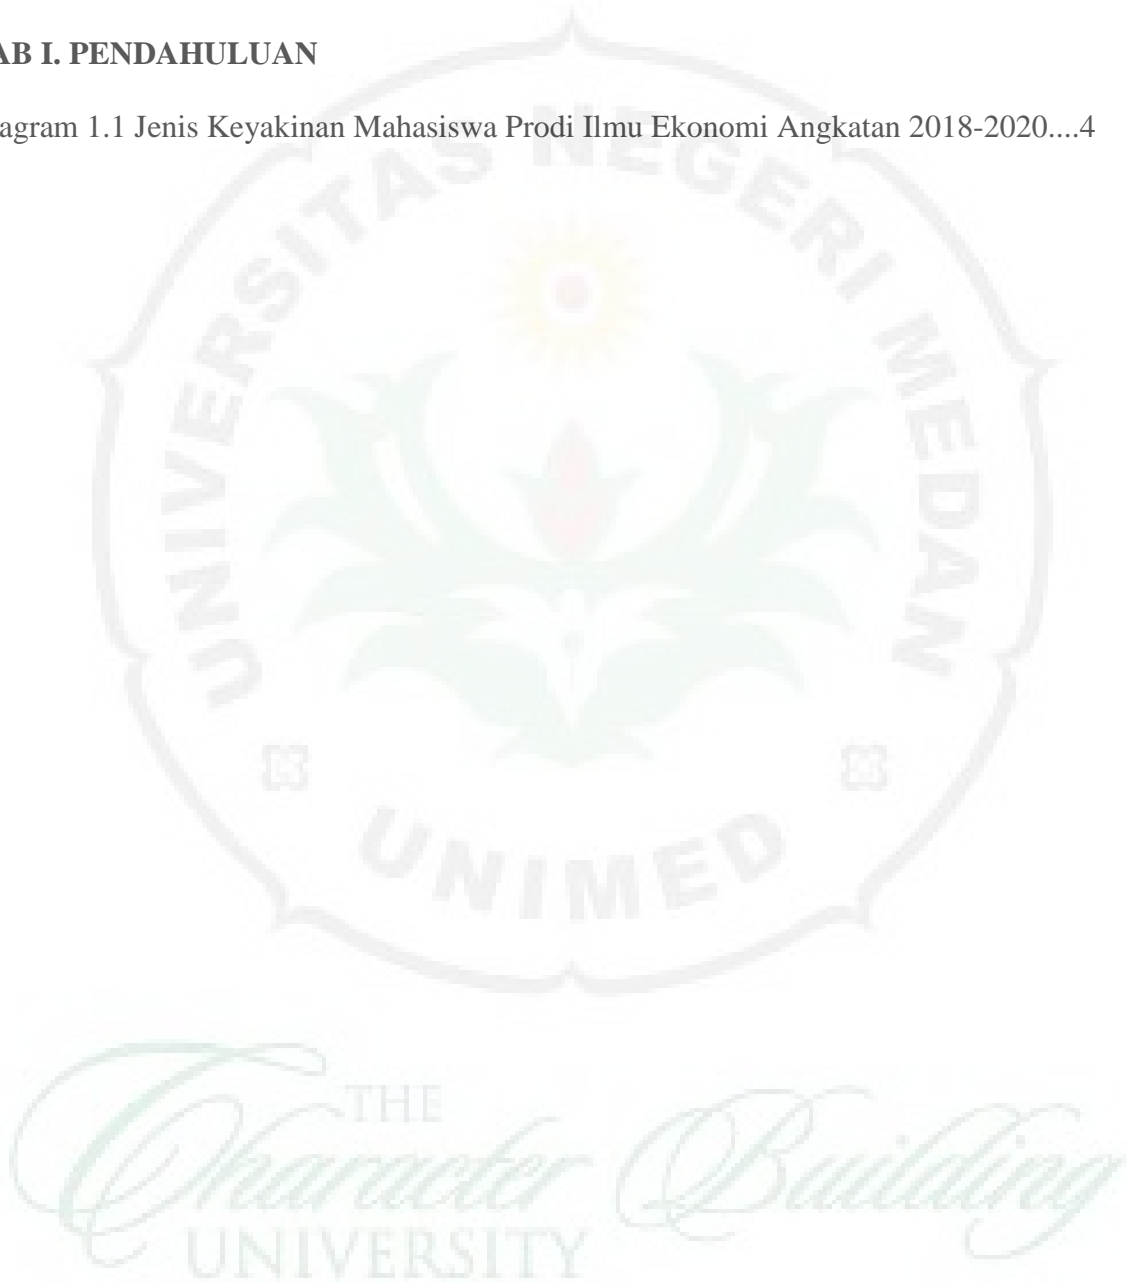 AB I. PENDAHULUAN
agram 1.1 Jenis Keyakinan Mahasiswa Prodi Ilmu Ekonomi Angkatan 2018-2020....4
UNIVERSITAS NEGERI MEDAN
UNIMED
THE
Character Building
UNIVERSITY